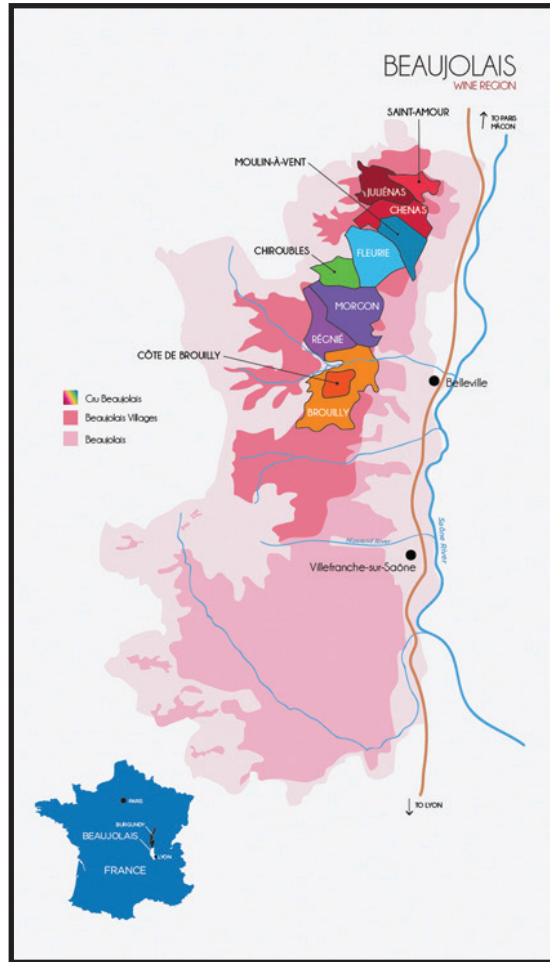 BEAUJOLAIS
WINE REGION
SAINT-AMOUR
TO PARIS
MÂCON
MOULIN-À-VENT
JULIÉNAS
CHENAS
CHIROUBLES
FLEURIE
MORGON
RÉGNIÉ
CÔTE DE BROUILLY
Belleville
Cru Beaujolais
Beaujolais Villages
Beaujolais
BROUILLY
Saône River
Villefranche-sur-Saône
TO LYON
PARIS
BURGUNDY
BEAUJOLAIS
LYON
FRANCE